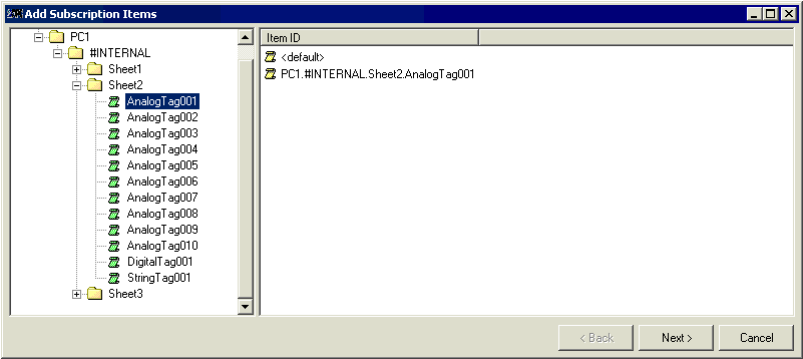 Add Subscription Items
PC1
#INTERNAL
Sheet1
Sheet2
AnalogTag001
AnalogTag002
AnalogTag003
AnalogTag004
AnalogTag005
AnalogTag006
AnalogTag007
AnalogTag008
AnalogTag009
AnalogTag010
DigitalTag001
StringTag001
Sheet3
Item ID
<default>
PC1.#INTERNAL.Sheet2.AnalogTag001
< Back
Next >
Cancel